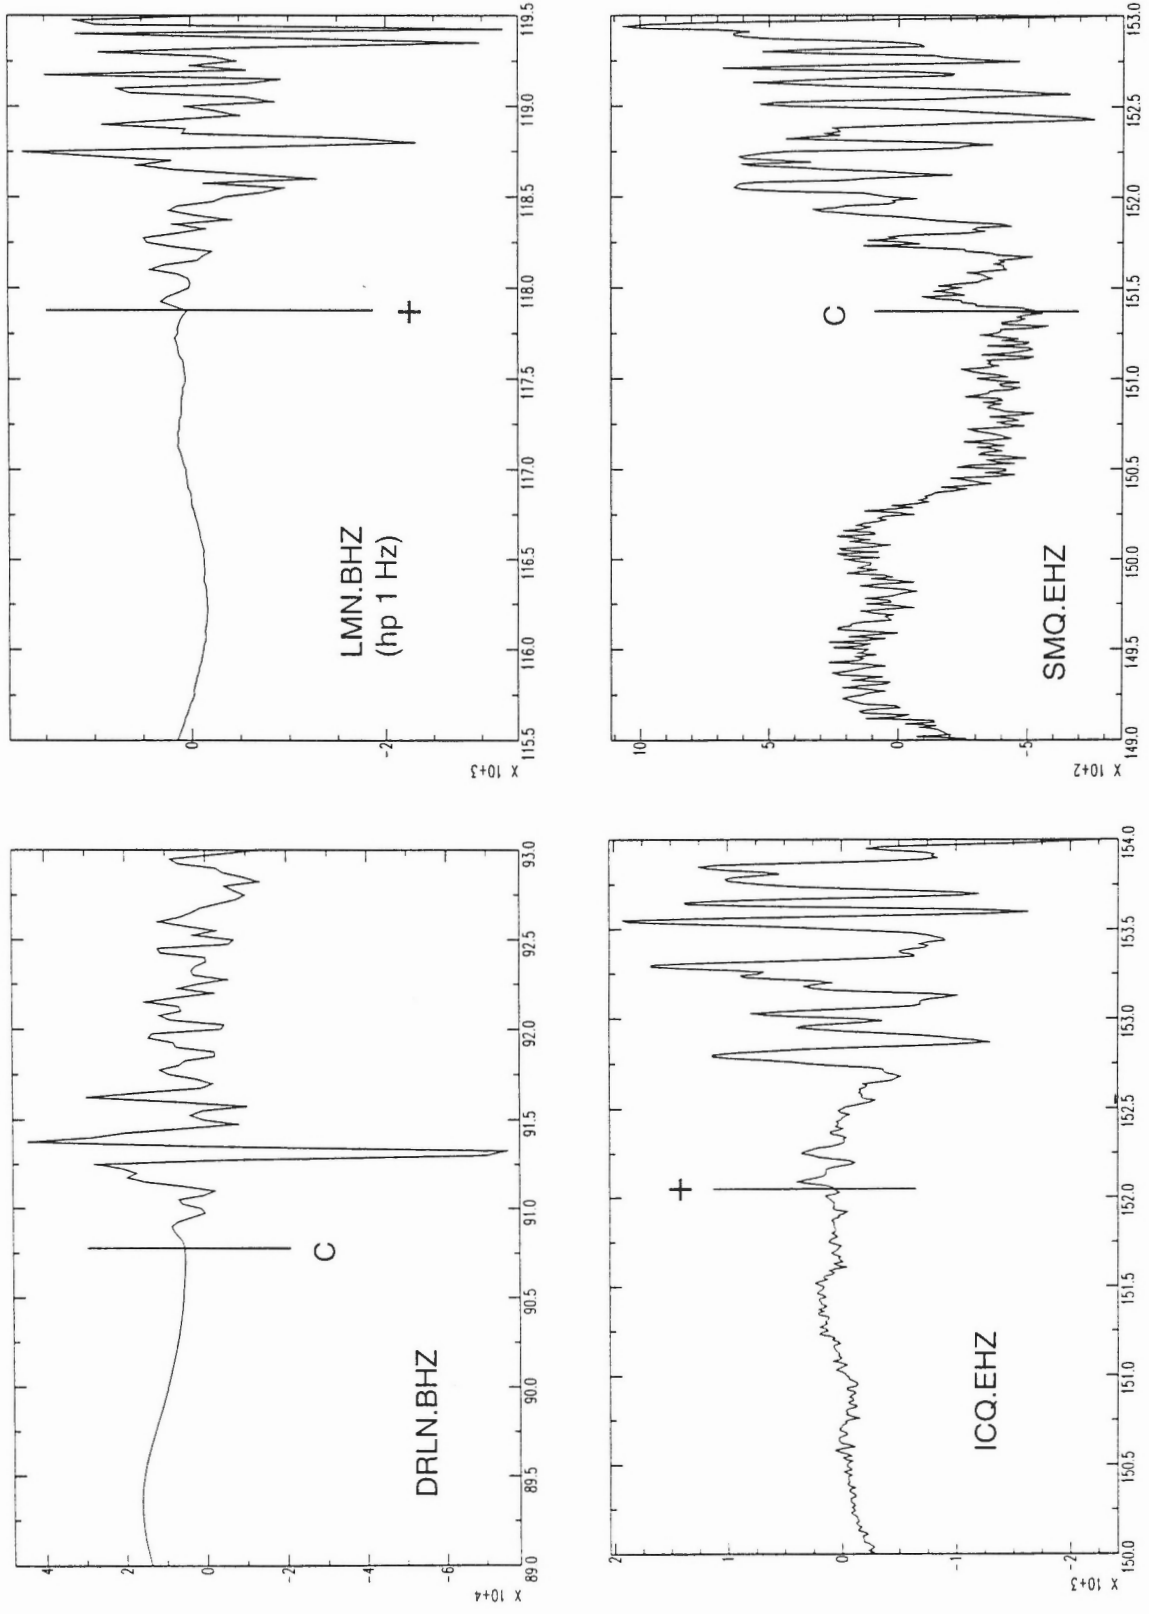 4
2
0
-2
-4
-6
X 10+4
DRLN.BHZ
C
89.0 89.5 90.0 90.5 91.0 91.5 92.0 92.5 93.0
0
-2
X 10+3
LMN.BHZ
(hp 1 Hz)
+
115.5 116.0 116.5 117.0 117.5 118.0 118.5 119.0 119.5
2
1
0
-1
-2
X 10+3
+
ICQ.EHZ
150.0 150.5 151.0 151.5 152.0 152.5 153.0 153.5 154.0
10
5
0
-5
X 10+2
C
SMQ.EHZ
149.0 149.5 150.0 150.5 151.0 151.5 152.0 152.5 153.0